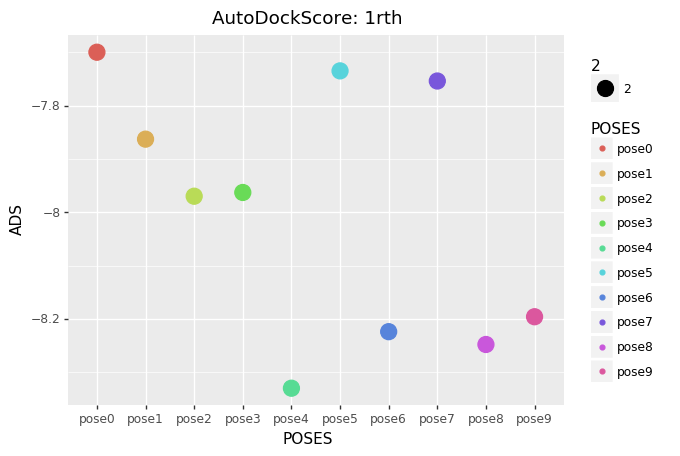 AutoDockScore: 1rth
ADS
−7.8
−8
−8.2
pose0 pose1 pose2 pose3 pose4 pose5 pose6 pose7 pose8 pose9
POSES
2
2
POSES
pose0
pose1
pose2
pose3
pose4
pose5
pose6
pose7
pose8
pose9